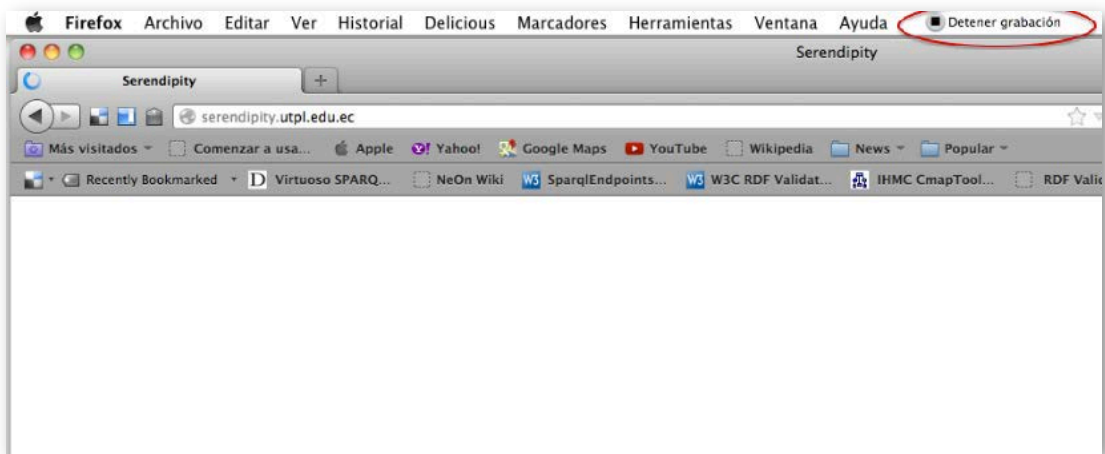 Firefox Archivo Editar Ver Historial Delicious Marcadores Herramientas Ventana Ayuda Detener grabación
Serendipity
Serendipity
serendipity.utpl.edu.ec
Más visitados Comenzar a usa... Apple Yahoo! Google Maps YouTube Wikipedia News Popular
Recently Bookmarked D Virtuoso SPARQ... NeOn Wiki W3 SparqlEndpoints... W3 W3C RDF Validat... IHMC CmapTool... RDF Valid